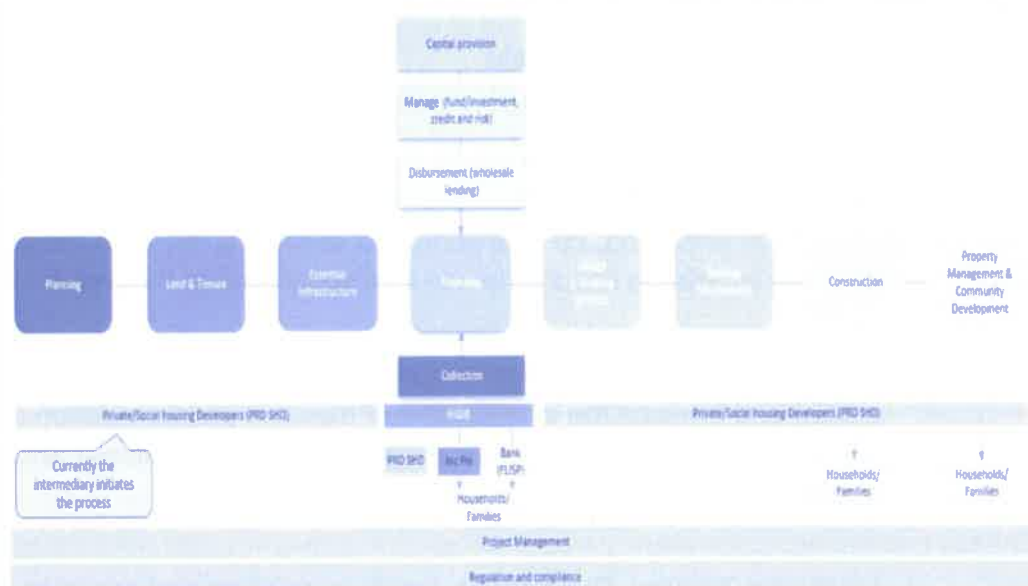 Capital provision
Manage (fund/investment,
credit and risk)
Disbursement (wholesale
lending)
Planning
Land & Tenure
Essential
Infrastructure
Financing
Construction
Property
Management &
Community
Development
Collection
Private/Social housing Developers (PRD SHD)
Private/Social housing Developers (PRD SHD)
Currently the
intermediary initiates
the process
PRD SHD
Bank
(FLISP)
Households/
Families
Households/
Families
Households/
Families
Project Management
Regulation and compliance